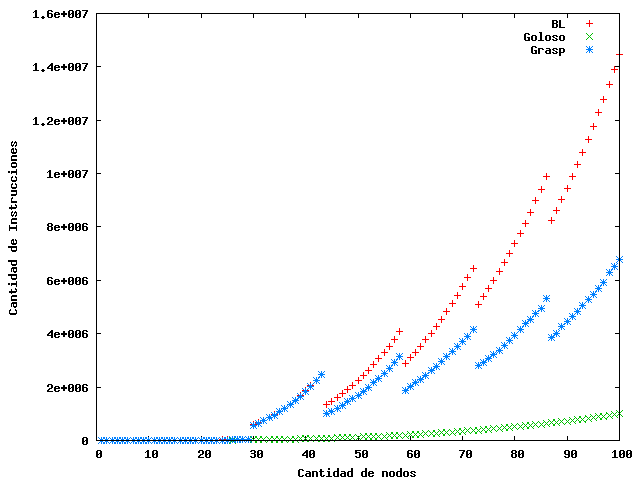 1.6e+007
1.4e+007
1.2e+007
1e+007
8e+006
6e+006
4e+006
2e+006
0
Cantidad de Instrucciones
BL
Goloso
Grasp
0 10 20 30 40 50 60 70 80 90 100
Cantidad de nodos